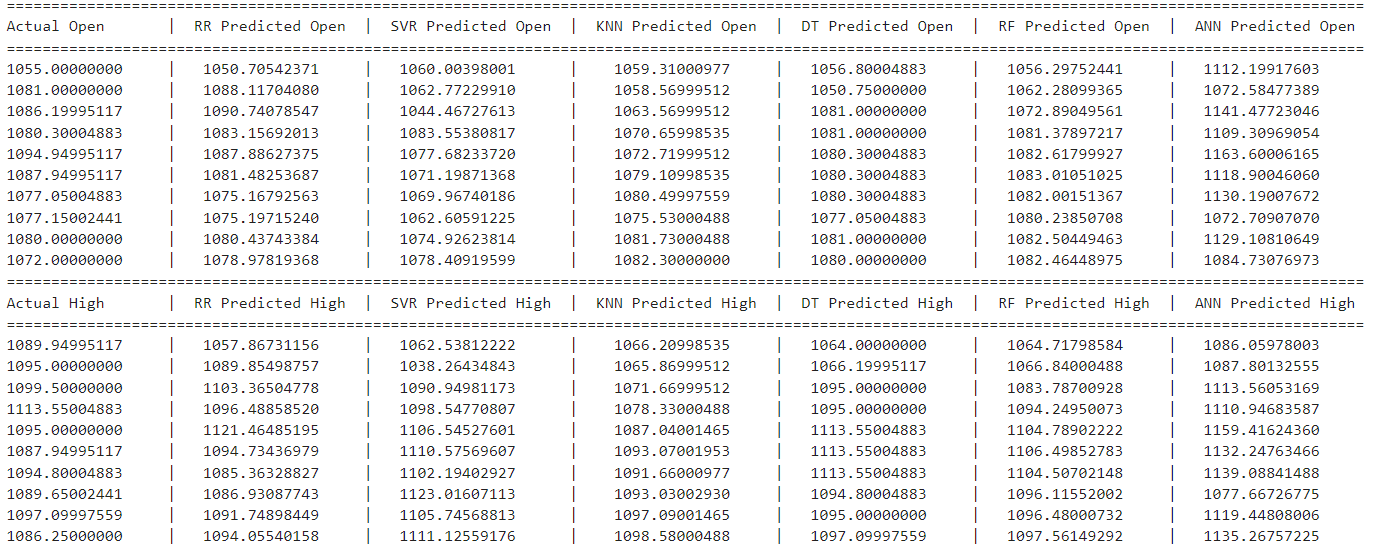 ====================================================================================================================================================
Actual Open     |  RR Predicted Open  |  SVR Predicted Open  |  KNN Predicted Open  |  DT Predicted Open  |  RF Predicted Open  |  ANN Predicted Open
====================================================================================================================================================
1055.00000000     |   1050.70542371     |   1060.00398001      |    1059.31000977     |   1056.80004883     |   1056.29752441     |   1112.19917603
1081.00000000     |   1088.11704080     |   1062.77229910      |    1058.56999512     |   1050.75000000     |   1062.28099365     |   1072.58477389
1086.19995117     |   1090.74078547     |   1044.46727613      |    1063.56999512     |   1081.00000000     |   1072.89049561     |   1141.47723046
1080.30004883     |   1083.15692013     |   1083.55380817      |    1070.65998535     |   1081.00000000     |   1081.37897217     |   1109.30969054
1094.94995117     |   1087.88627375     |   1077.68233720      |    1072.71999512     |   1080.30004883     |   1082.61799927     |   1163.60006165
1087.94995117     |   1081.48253687     |   1071.19871368      |    1079.10998535     |   1080.30004883     |   1083.01051025     |   1118.90046060
1077.05004883     |   1075.16792563     |   1069.96740186      |    1080.49997559     |   1080.30004883     |   1082.00151367     |   1130.19007672
1077.15002441     |   1075.19715240     |   1062.60591225      |    1075.53000488     |   1077.05004883     |   1080.23850708     |   1072.70907070
1080.00000000     |   1080.43743384     |   1074.92623814      |    1081.73000488     |   1081.00000000     |   1082.50449463     |   1129.10810649
1072.00000000     |   1078.97819368     |   1078.40919599      |    1082.30000000     |   1080.00000000     |   1082.46448975     |   1084.73076973
====================================================================================================================================================
Actual High     |  RR Predicted High  |  SVR Predicted High  |  KNN Predicted High  |  DT Predicted High  |  RF Predicted High  |  ANN Predicted High
====================================================================================================================================================
1089.94995117     |   1057.86731156     |   1062.53812222      |    1066.20998535     |   1064.00000000     |   1064.71798584     |   1086.05978003
1095.00000000     |   1089.85498757     |   1038.26434843      |    1065.86999512     |   1066.19995117     |   1066.84000488     |   1087.80132555
1099.50000000     |   1103.36504778     |   1090.94981173      |    1071.66999512     |   1095.00000000     |   1083.78700928     |   1113.56053169
1113.55004883     |   1096.48858520     |   1098.54770807      |    1078.33000488     |   1095.00000000     |   1094.24950073     |   1110.94683587
1095.00000000     |   1121.46485195     |   1106.54527601      |    1087.04001465     |   1113.55004883     |   1104.78902222     |   1159.41624360
1087.94995117     |   1094.73436979     |   1110.57569607      |    1093.07001953     |   1113.55004883     |   1106.49852783     |   1132.24763466
1094.80004883     |   1085.36328827     |   1102.19402927      |    1091.66000977     |   1113.55004883     |   1104.50702148     |   1139.08841488
1089.65002441     |   1086.93087743     |   1123.01607113      |    1093.03002930     |   1094.80004883     |   1096.11552002     |   1077.66726775
1097.09997559     |   1091.74898449     |   1105.74568813      |    1097.09001465     |   1095.00000000     |   1096.48000732     |   1119.44808006
1086.25000000     |   1094.05540158     |   1111.12559176      |    1098.58000488     |   1097.09997559     |   1097.56149292     |   1135.26757225